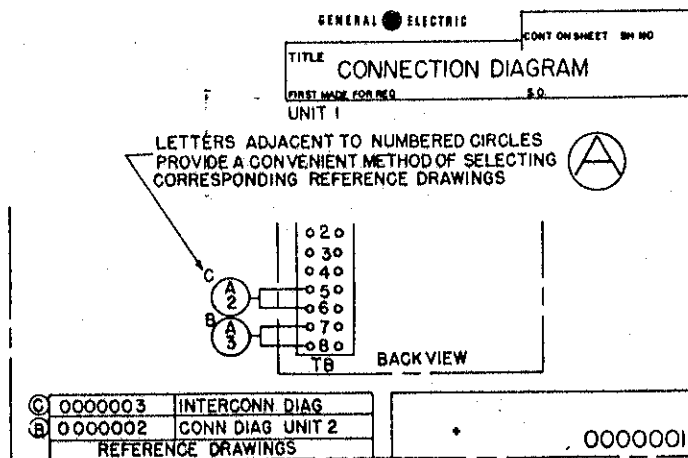 GENERAL ELECTRIC
CONT ON SHEET SH NO
TITLE CONNECTION DIAGRAM
FIRST MADE FOR REQ S.O.
UNIT 1
LETTERS ADJACENT TO NUMBERED CIRCLES
PROVIDE A CONVENIENT METHOD OF SELECTING
CORRESPONDING REFERENCE DRAWINGS
A
2
3
4
C A 2 5
6
B A 3 7
8
TB BACK VIEW
C 0000003 INTERCONN DIAG
B 0000002 CONN DIAG UNIT 2
REFERENCE DRAWINGS
0000001